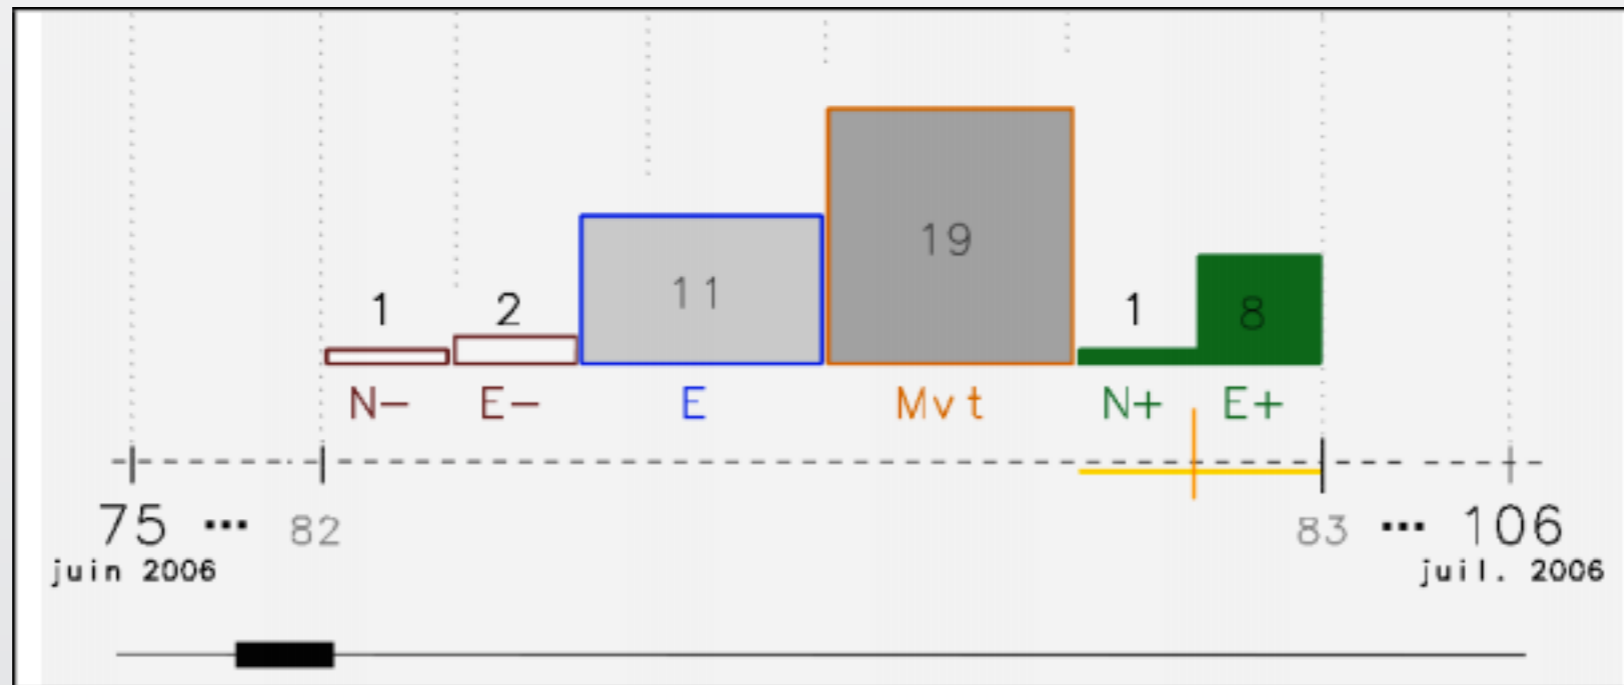 19
11
1 2 1 8
N- E- E Mvt N+ E+
75 ... 82 83 ... 106
juin 2006 juil. 2006